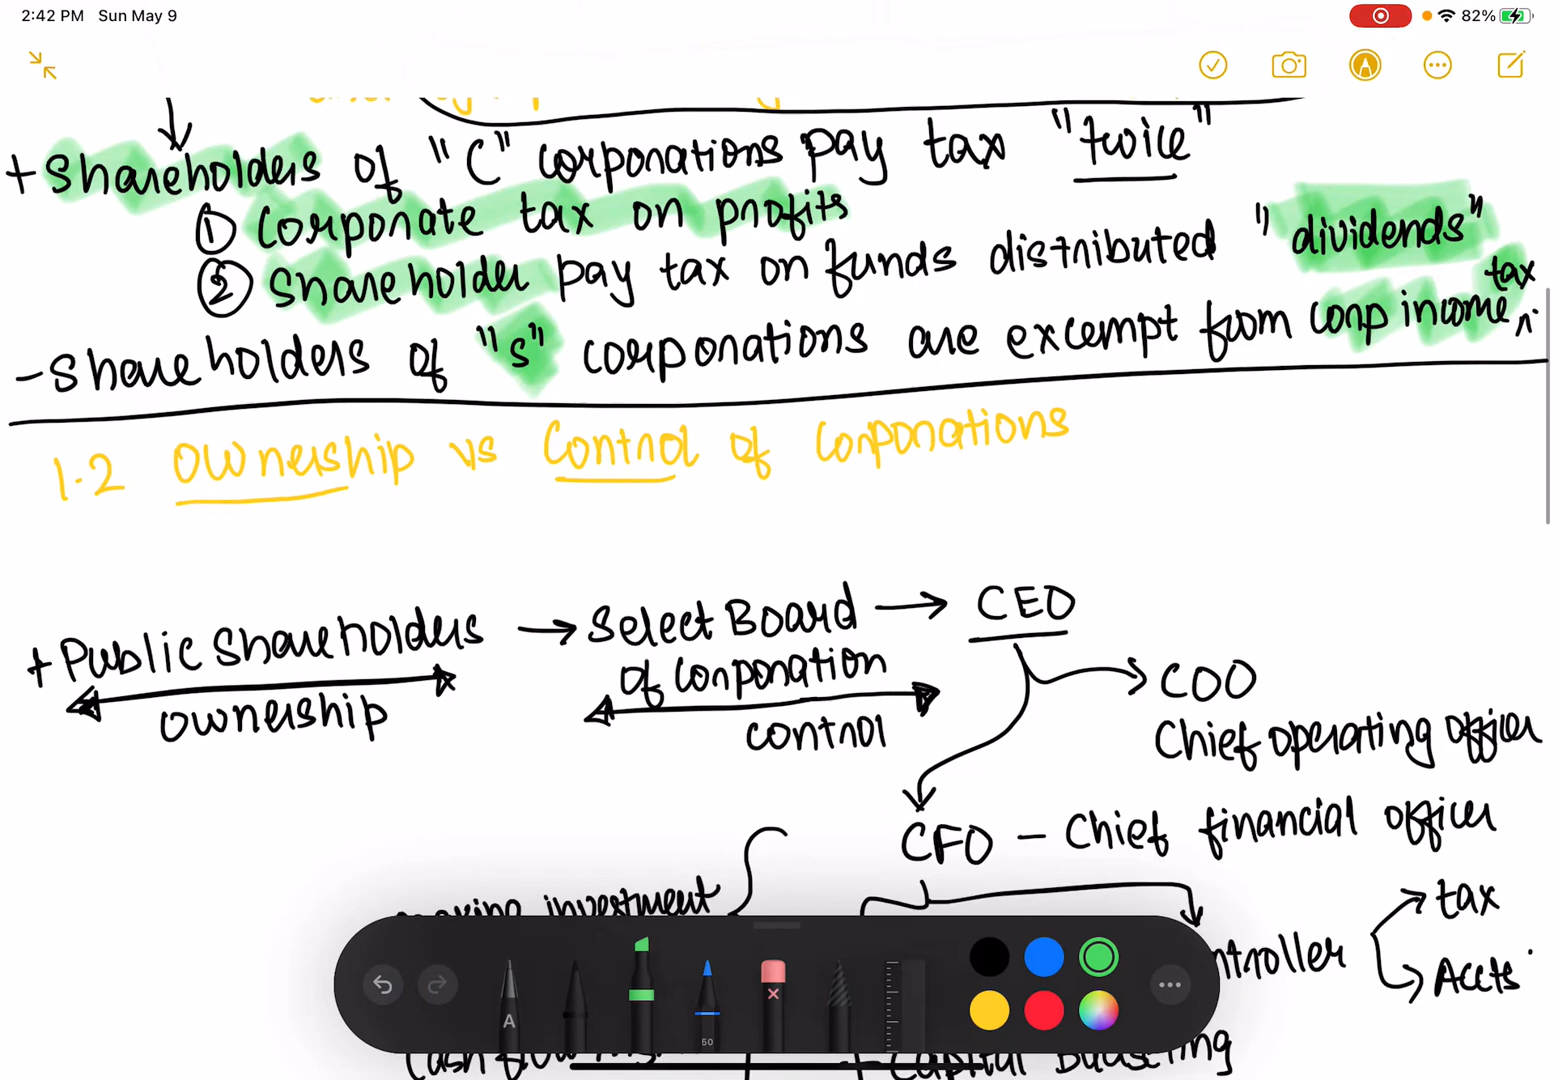 2:42 PM Sun May 9
82%
+ Shareholders of "C" corporations pay tax "twice"
① Corporate tax on profits
② Shareholder pay tax on funds distributed "dividends"
- Shareholders of "S" corporations are excempt from corp income tax
1.2 Ownership vs Control of Corporations
+ Public Shareholders → Select Board → CEO
of Corporation
ownership
control
COO
Chief operating officer
CFO - Chief financial officer
making investment
tax
Accts
A
50
Capital Budgeting